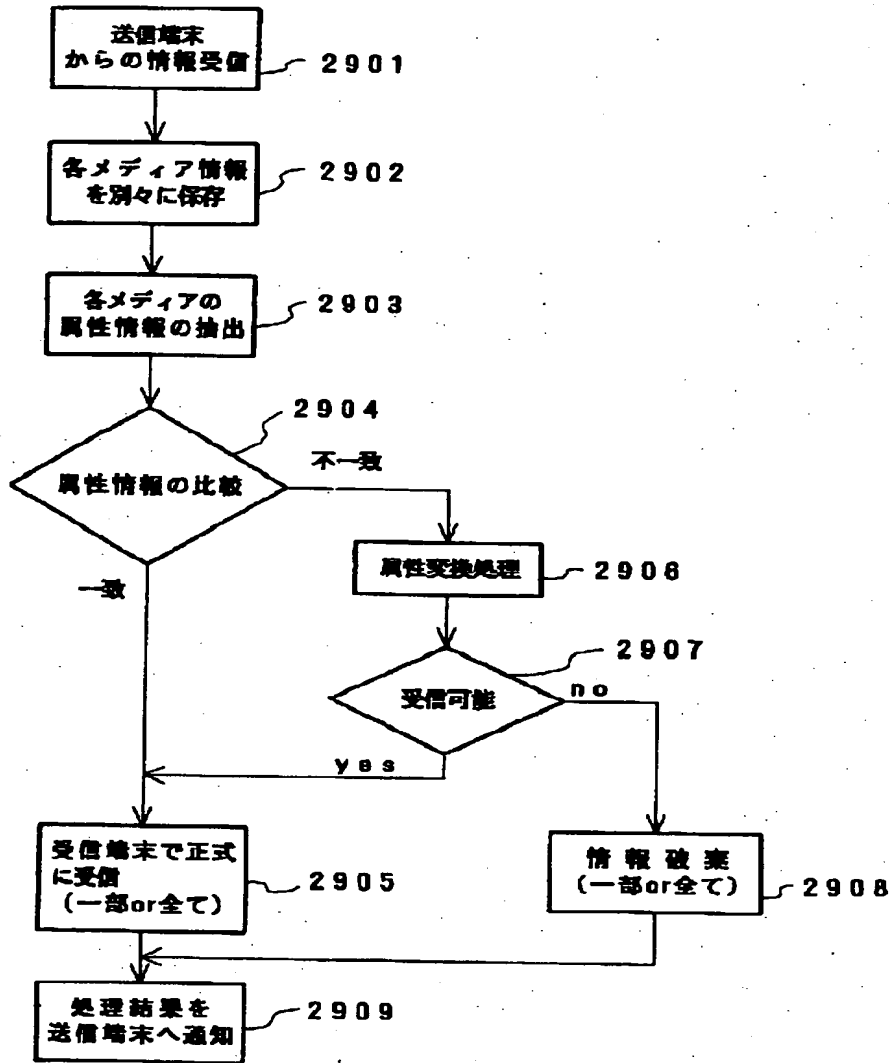 送信端末
からの情報受信
2901
各メディア情報
を別々に保存
2902
各メディアの
属性情報の抽出
2903
2904
属性情報の比較
不一致
一致
属性変換処理
2906
2907
受信可能
no
yes
受信端末で正式
に受信
(一部or全て)
2905
情報破棄
(一部or全て)
2908
処理結果を
送信端末へ通知
2909